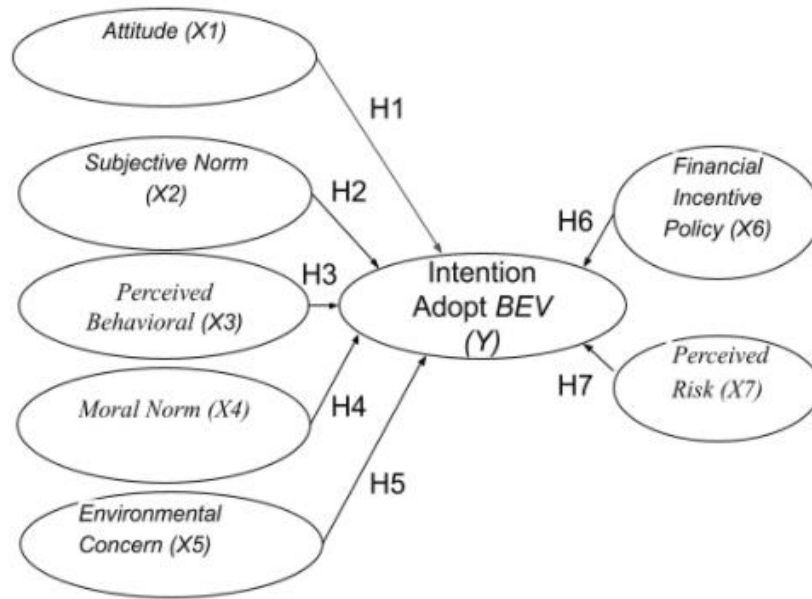 Attitude (X1)
H1
Subjective Norm
(X2)
H2
Perceived
Behavioral (X3)
H3
Moral Norm (X4)
H4
Environmental
Concern (X5)
H5
Intention
Adopt BEV
(Y)
Financial
Incentive
Policy (X6)
H6
Perceived
Risk (X7)
H7